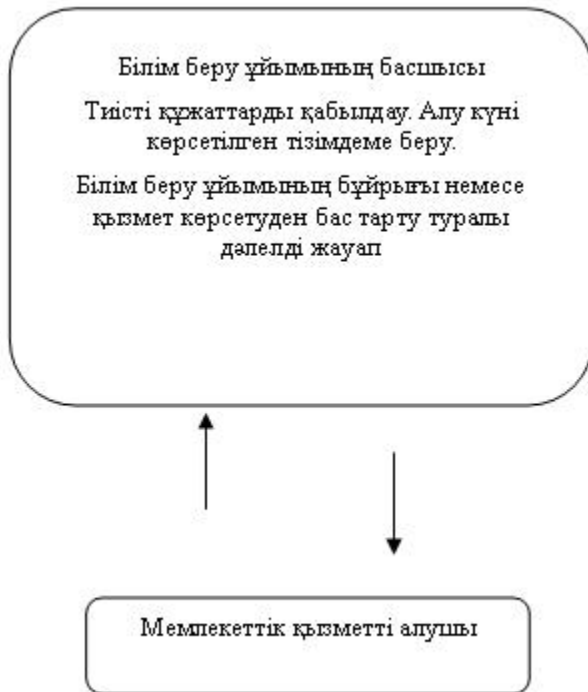 Білім беру ұйымының басшысы
Тиісті құжаттарды қабылдау. Алу күні
көрсетілген тізімдеме беру.
Білім беру ұйымының бұйрығы немесе
қызмет көрсетуден бас тарту туралы
дәлелді жауап
Мемлекеттік қызметті алушы